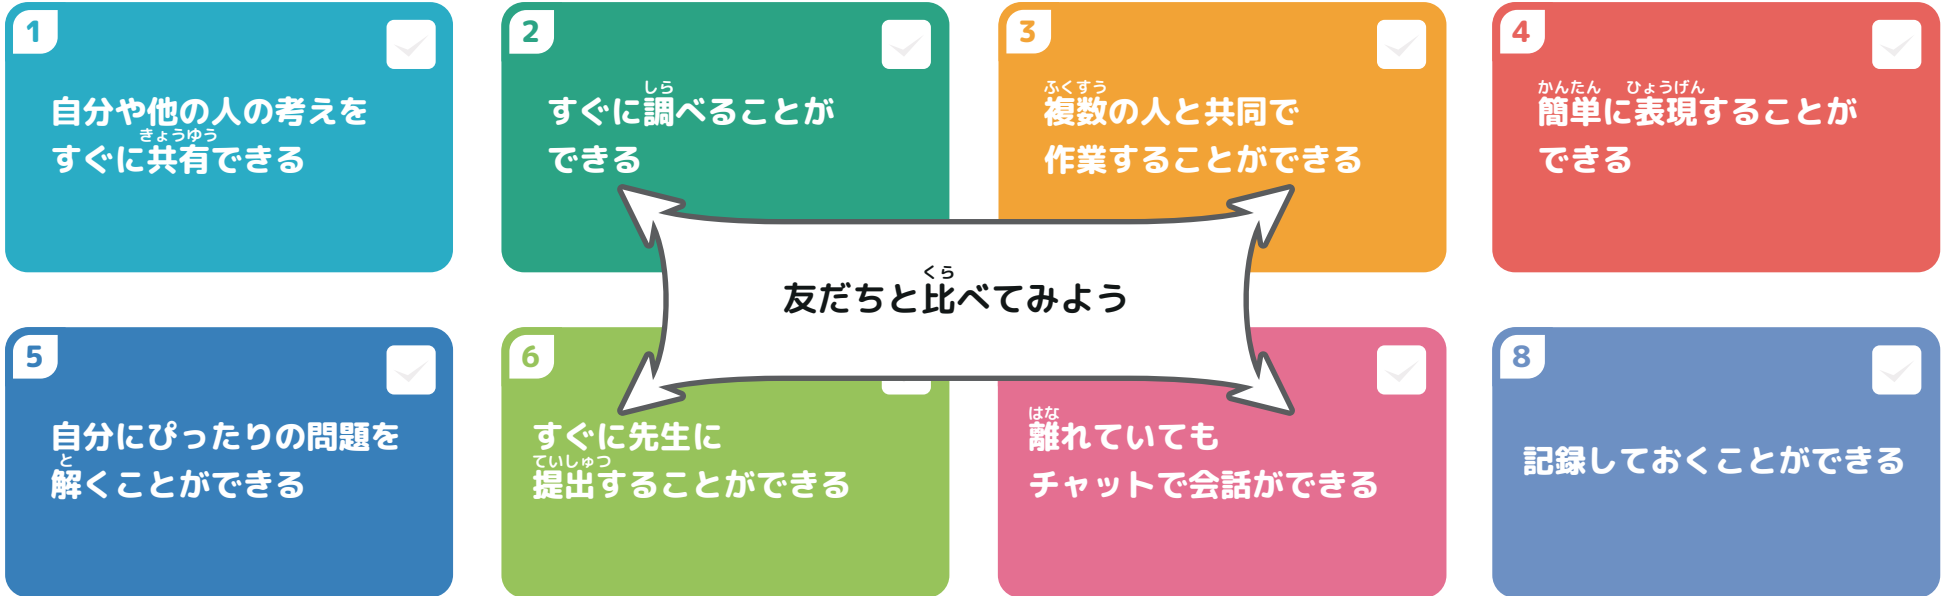 1
自分や他の人の考えを
きょうゆう
すぐに共有できる
2
しら
すぐに調べることが
できる
3
ふくすう
複数の人と共同で
作業することができる
4
かんたん ひょうげん
簡単に表現することが
できる
くら
友だちと比べてみよう
5
自分にぴったりの問題を
と
解くことができる
6
すぐに先生に
ていしゅつ
提出することができる
はな
離れていても
チャットで会話ができる
8
記録しておくことができる